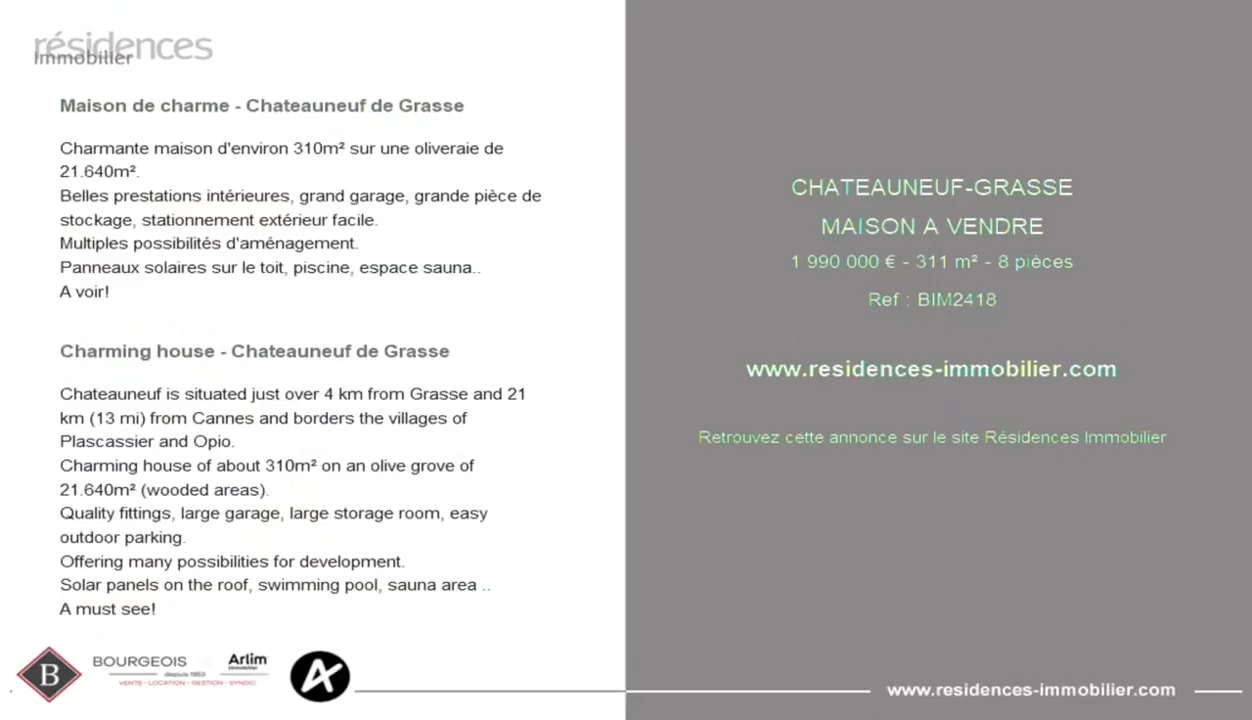 résidences
Immobilier
Maison de charme - Chateauneuf de Grasse
Charmante maison d'environ 310m² sur une oliveraie de
21.640m².
Belles prestations intérieures, grand garage, grande pièce de
stockage, stationnement extérieur facile.
Multiples possibilités d'aménagement.
Panneaux solaires sur le toit, piscine, espace sauna..
A voir!
Charming house - Chateauneuf de Grasse
Chateauneuf is situated just over 4 km from Grasse and 21
km (13 mi) from Cannes and borders the villages of
Plascassier and Opio.
Charming house of about 310m² on an olive grove of
21.640m² (wooded areas).
Quality fittings, large garage, large storage room, easy
outdoor parking.
Offering many possibilities for development.
Solar panels on the roof, swimming pool, sauna area ..
A must see!
B
BOURGEOIS
depuis 1953
VENTE - LOCATION - GESTION - SYNDIC
Arlim
immobilier
A
CHATEAUNEUF-GRASSE
MAISON A VENDRE
1 990 000 € - 311 m² - 8 pièces
Ref : BIM2418
www.residences-immobilier.com
Retrouvez cette annonce sur le site Résidences Immobilier
www.residences-immobilier.com